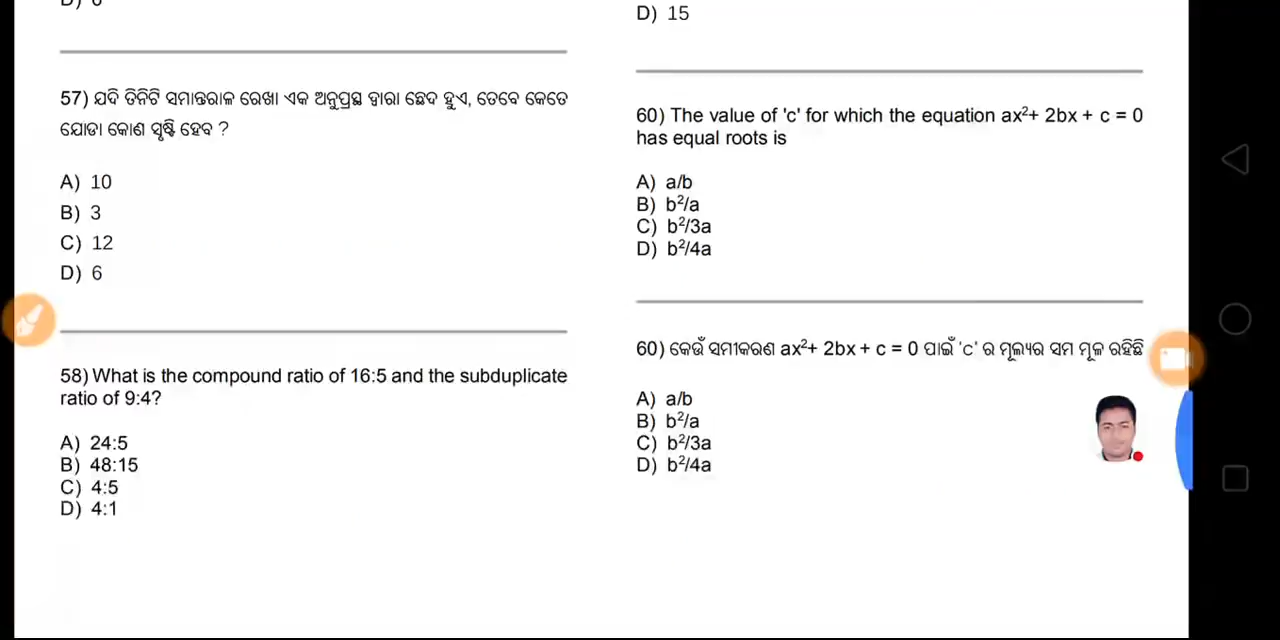 57) ଯଦି ତିନିଟି ସମାନ୍ତରାଳ ରେଖା ଏକ ଅନୁପ୍ରସ୍ଥ ଦ୍ୱାରା ଛେଦ ହୁଏ, ତେବେ କେତେ
ଯୋଡା କୋଣ ସୃଷ୍ଟି ହେବ ?
A) 10
B) 3
C) 12
D) 6
58) What is the compound ratio of 16:5 and the subduplicate
ratio of 9:4?
A) 24:5
B) 48:15
C) 4:5
D) 4:1
D) 15
60) The value of 'c' for which the equation ax²+ 2bx + c = 0
has equal roots is
A) a/b
B) b²/a
C) b²/3a
D) b²/4a
60) କେଉଁ ସମୀକରଣ ax²+ 2bx + c = 0 ପାଇଁ 'c' ର ମୂଲ୍ୟର ସମ ମୂଳ ରହିଛି
A) a/b
B) b²/a
C) b²/3a
D) b²/4a